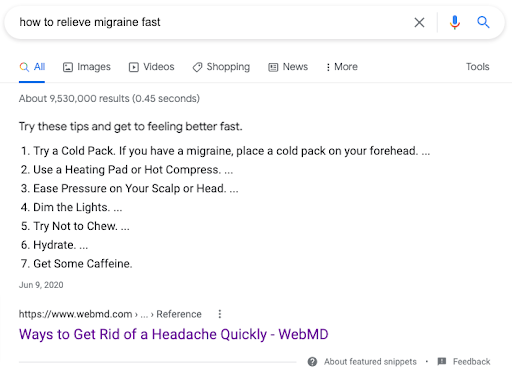 how to relieve migraine fast
All Images Videos Shopping News More Tools
About 9,530,000 results (0.45 seconds)
Try these tips and get to feeling better fast.
1. Try a Cold Pack. If you have a migraine, place a cold pack on your forehead. ...
2. Use a Heating Pad or Hot Compress. ...
3. Ease Pressure on Your Scalp or Head. ...
4. Dim the Lights. ...
5. Try Not to Chew. ...
6. Hydrate. ...
7. Get Some Caffeine.
Jun 9, 2020
https://www.webmd.com › ... › Reference
Ways to Get Rid of a Headache Quickly - WebMD
About featured snippets • Feedback